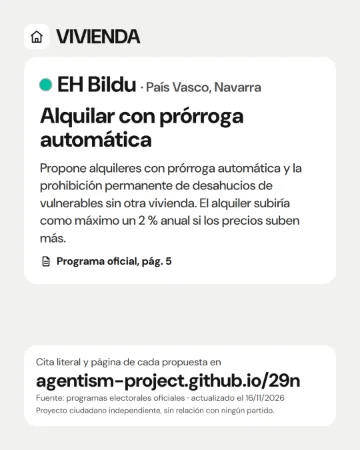 VIVIENDA
EH Bildu · País Vasco, Navarra
Alquilar con prórroga
automática
Propone alquileres con prórroga automática y la
prohibición permanente de desahucios de
vulnerables sin otra vivienda. El alquiler subiría
como máximo un 2 % anual si los precios suben
más.
Programa oficial, pág. 5
Cita literal y página de cada propuesta en
agentism-project.github.io/29n
Fuente: programas electorales oficiales · actualizado el 16/11/2026
Proyecto ciudadano independiente, sin relación con ningún partido.